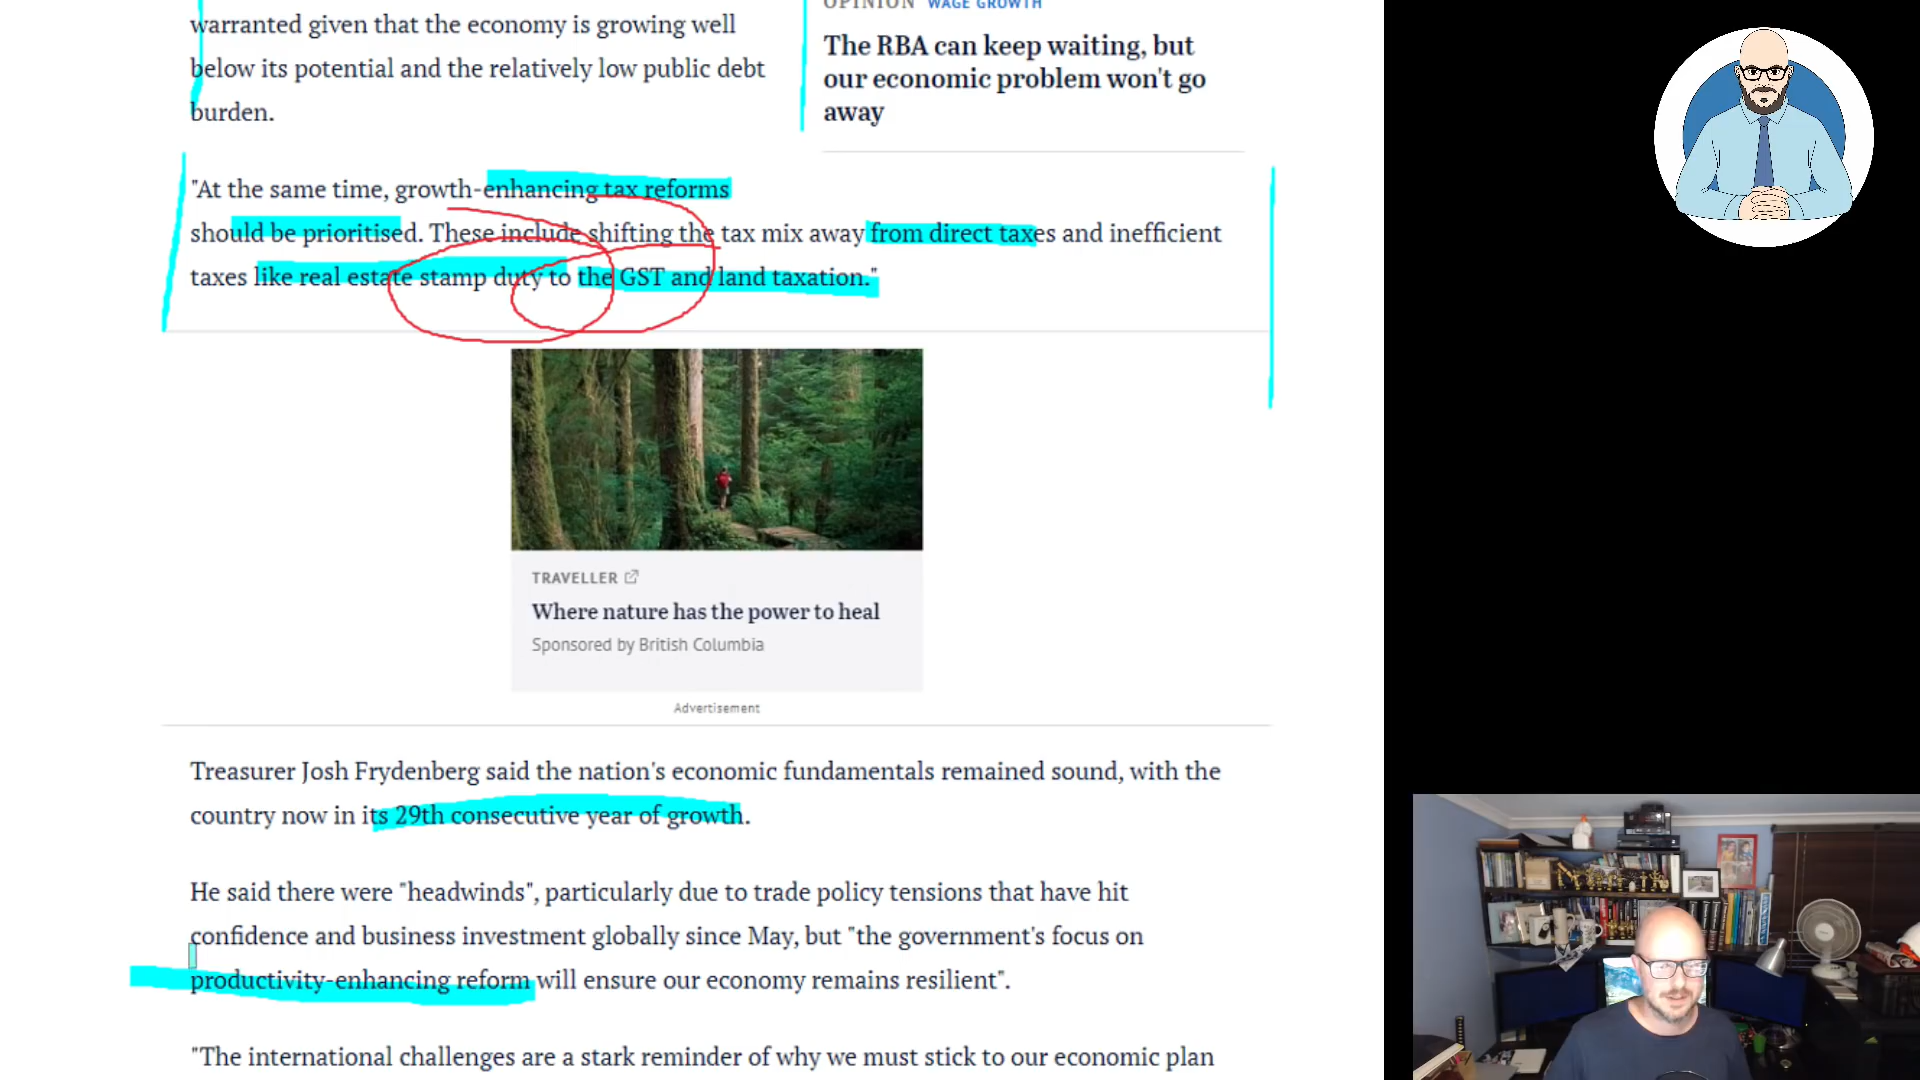 warranted given that the economy is growing well
below its potential and the relatively low public debt
burden.
OPINION WAGE GROWTH
The RBA can keep waiting, but
our economic problem won't go
away
"At the same time, growth-enhancing tax reforms
should be prioritised. These include shifting the tax mix away from direct taxes and inefficient
taxes like real estate stamp duty to the GST and land taxation."
TRAVELLER
Where nature has the power to heal
Sponsored by British Columbia
Advertisement
Treasurer Josh Frydenberg said the nation's economic fundamentals remained sound, with the
country now in its 29th consecutive year of growth.
He said there were "headwinds", particularly due to trade policy tensions that have hit
confidence and business investment globally since May, but "the government's focus on
productivity-enhancing reform will ensure our economy remains resilient".
"The international challenges are a stark reminder of why we must stick to our economic plan